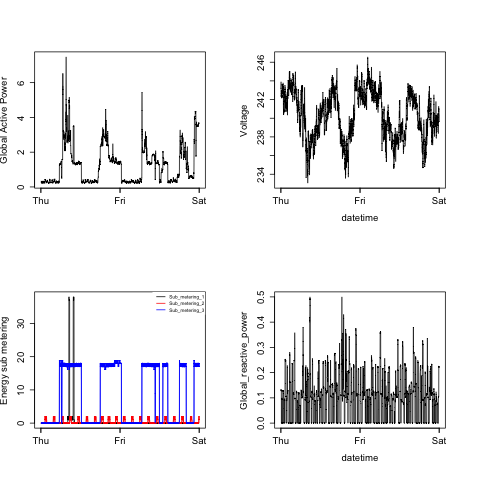 Global Active Power
0 2 4 6
Thu Fri Sat
Voltage
234 238 242 246
Thu Fri Sat
datetime
Energy sub metering
0 10 20 30
Sub_metering_1
Sub_metering_2
Sub_metering_3
Thu Fri Sat
Global_reactive_power
0.0 0.1 0.2 0.3 0.4 0.5
Thu Fri Sat
datetime